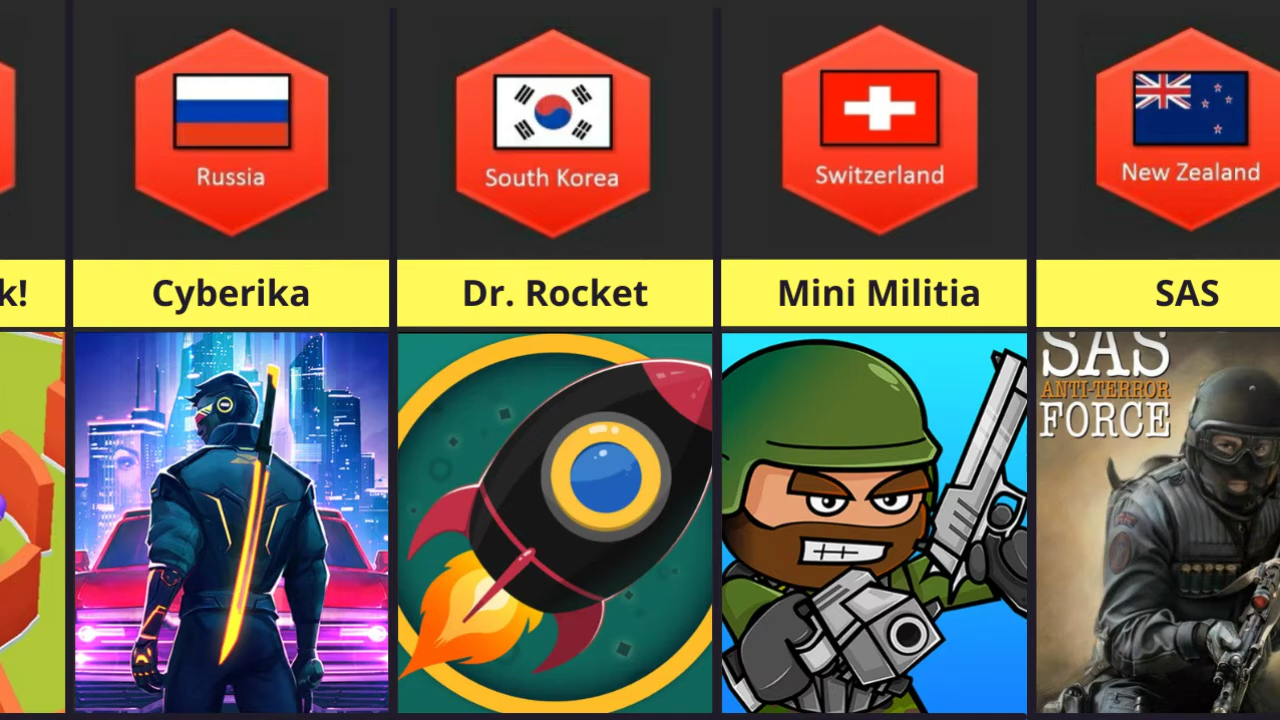 Russia
South Korea
Switzerland
New Zealand
k!
Cyberika
Dr. Rocket
Mini Militia
SAS
SAS
ANTI-TERROR
FORCE